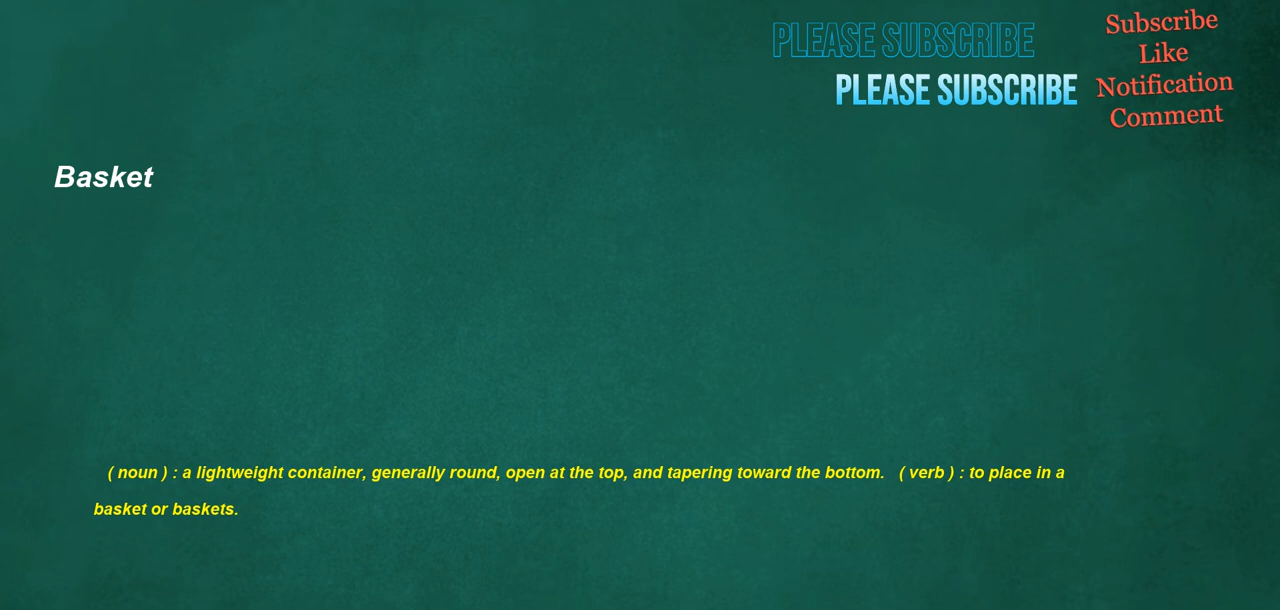 PLEASE SUBSCRIBE
PLEASE SUBSCRIBE
Subscribe
Like
Notification
Comment
Basket
( noun ) : a lightweight container, generally round, open at the top, and tapering toward the bottom. ( verb ) : to place in a
basket or baskets.